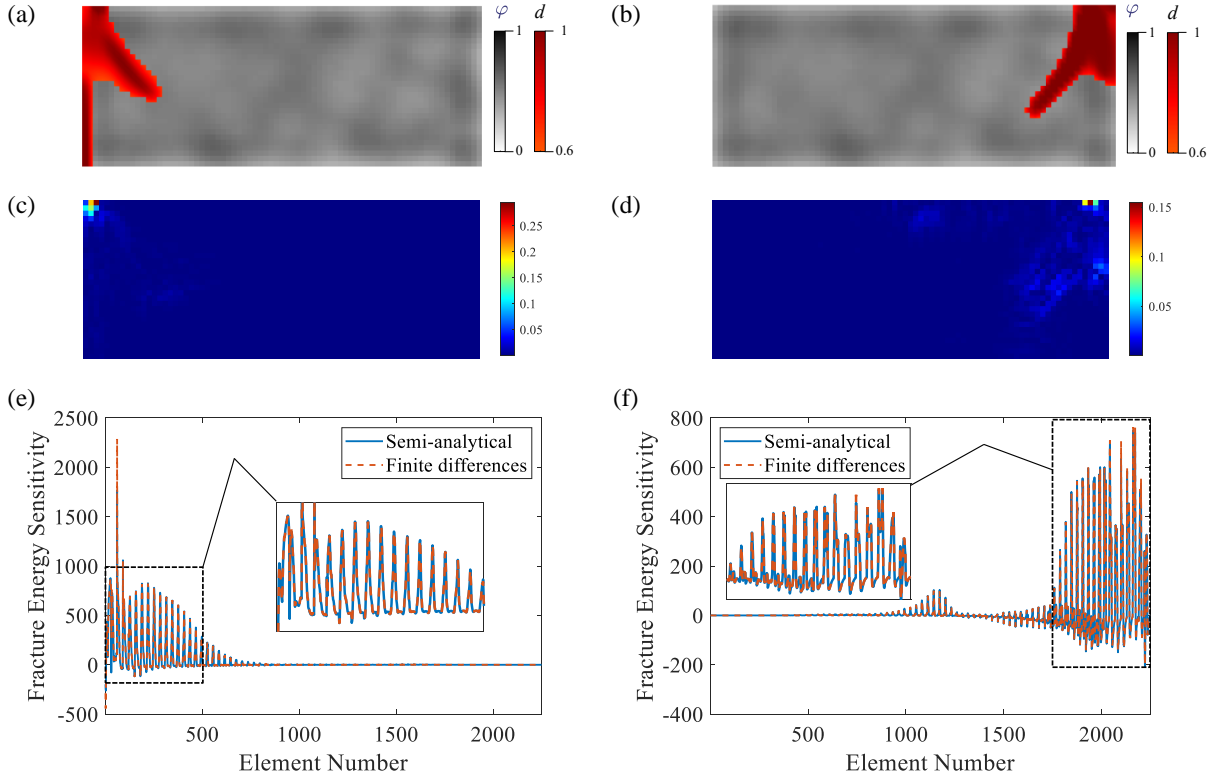 (a)
φ
d
1
1
0
0.6
(b)
φ
d
1
1
0
0.6
(c)
0.25
0.20
0.15
0.10
0.05
(d)
0.15
0.10
0.05
(e)
2500
2000
1500
1000
500
0
-500
Fracture Energy Sensitivity
Semi-analytical
Finite differences
500
1000
1500
2000
Element Number
(f)
800
600
400
200
0
-200
-400
Fracture Energy Sensitivity
Semi-analytical
Finite differences
500
1000
1500
2000
Element Number